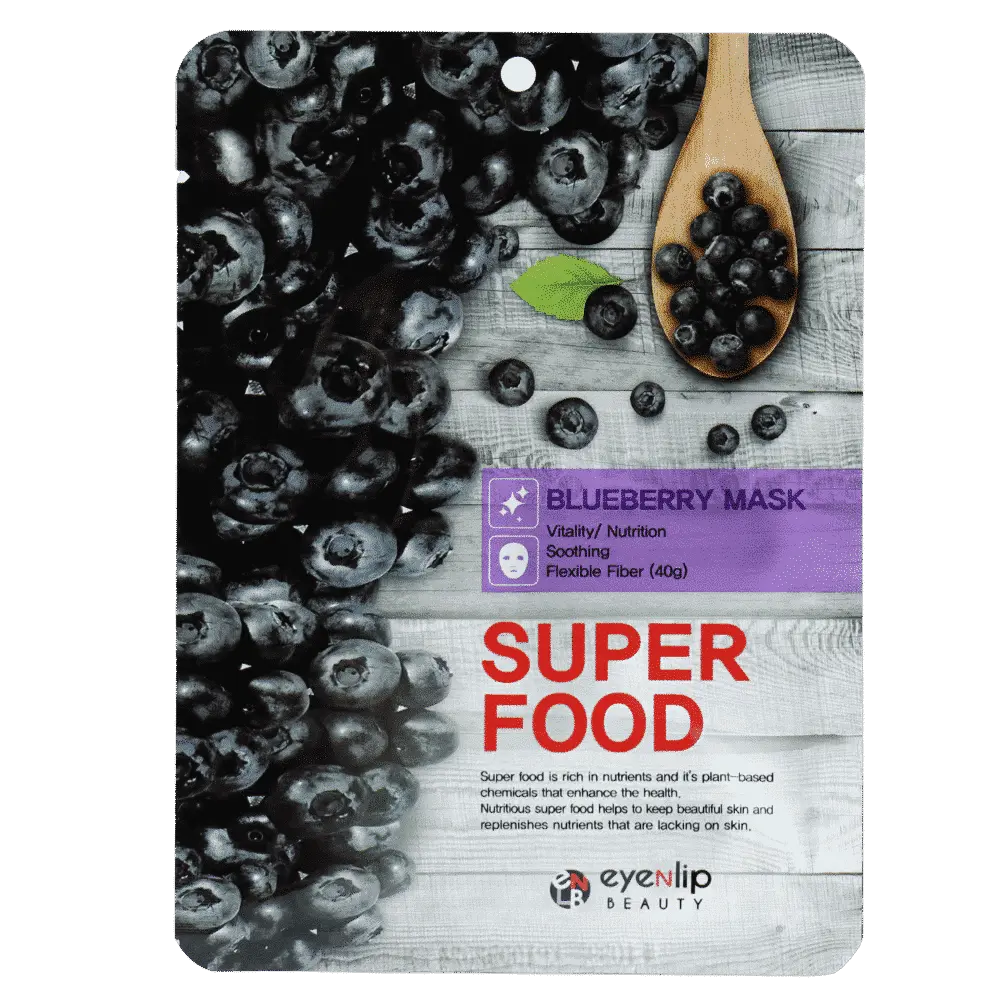 BLUEBERRY MASK
Vitality/ Nutrition
Soothing
Flexible Fiber (40g)
SUPER
FOOD
Super food is rich in nutrients and it's plant-based
chemicals that enhance the health.
Nutritious super food helps to keep beautiful skin and
replenishes nutrients that are lacking on skin.
ENLB
eyeNlip
BEAUTY